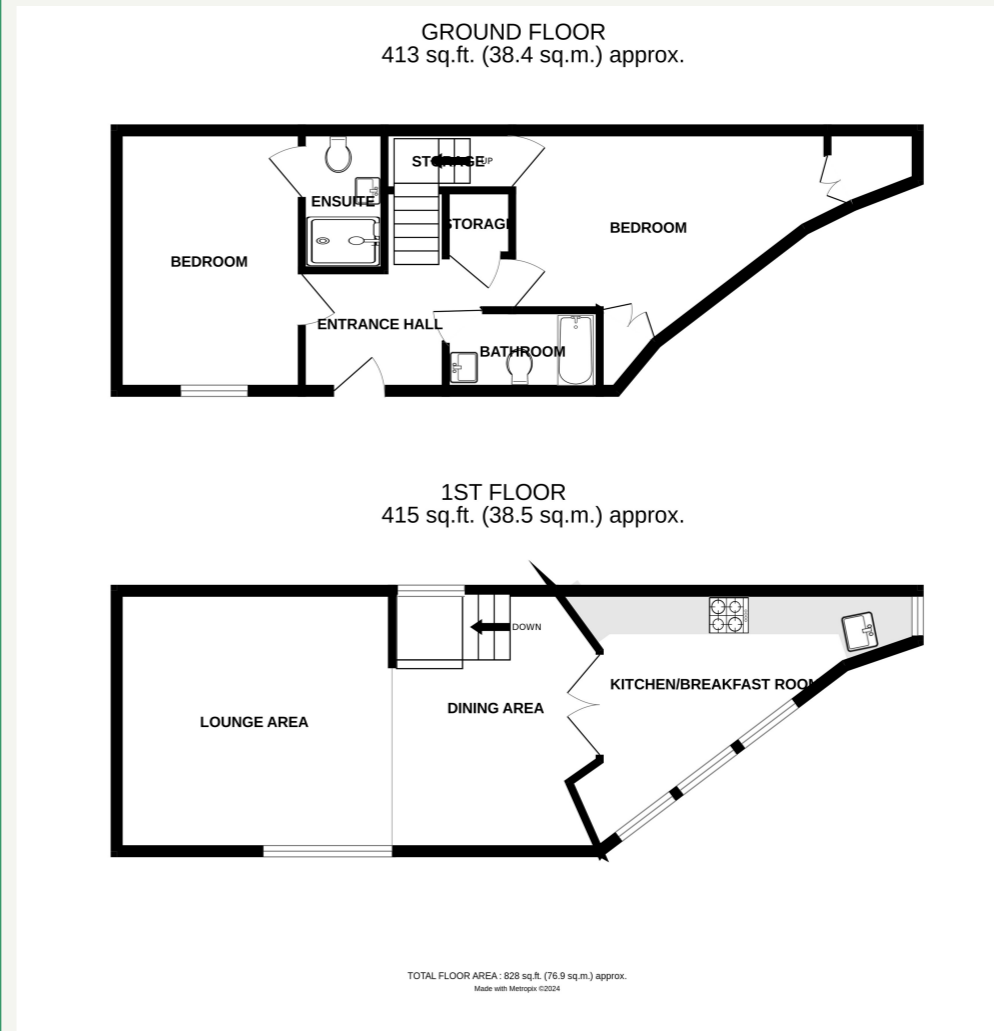 GROUND FLOOR
413 sq.ft. (38.4 sq.m.) approx.
STORAGE
UP
ENSUITE
STORAGE
BEDROOM
BEDROOM
ENTRANCE HALL
BATHROOM
1ST FLOOR
415 sq.ft. (38.5 sq.m.) approx.
DOWN
KITCHEN/BREAKFAST ROOM
DINING AREA
LOUNGE AREA
TOTAL FLOOR AREA : 828 sq.ft. (76.9 sq.m.) approx.
Made with Metropix ©2024